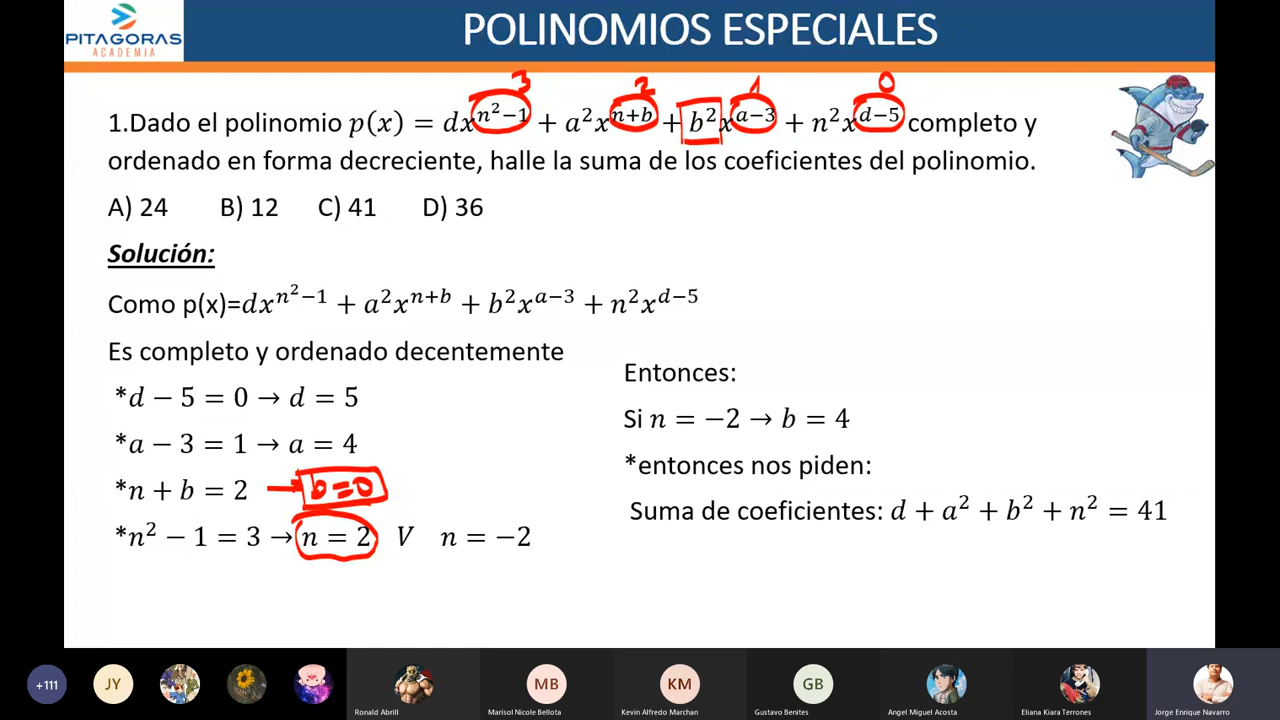 PITAGORAS
ACADEMIA
POLINOMIOS ESPECIALES
3 2 1 0
1.Dado el polinomio p(x) = dx^{n²−1} + a²x^{n+b} + b²x^{a−3} + n²x^{d−5} completo y
ordenado en forma decreciente, halle la suma de los coeficientes del polinomio.
A) 24 B) 12 C) 41 D) 36
Solución:
Como p(x)=dx^{n²−1} + a²x^{n+b} + b²x^{a−3} + n²x^{d−5}
Es completo y ordenado decentemente
*d − 5 = 0 → d = 5
*a − 3 = 1 → a = 4
*n + b = 2 → b=0
*n² − 1 = 3 → n = 2 V n = −2
Entonces:
Si n = −2 → b = 4
*entonces nos piden:
Suma de coeficientes: d + a² + b² + n² = 41
+111 JY MB KM GB
Ronald Abrill Marisol Nicole Bellota Kevin Alfredo Marchan Gustavo Benites Angel Miguel Acosta Eliana Kiara Terrones Jorge Enrique Navarro